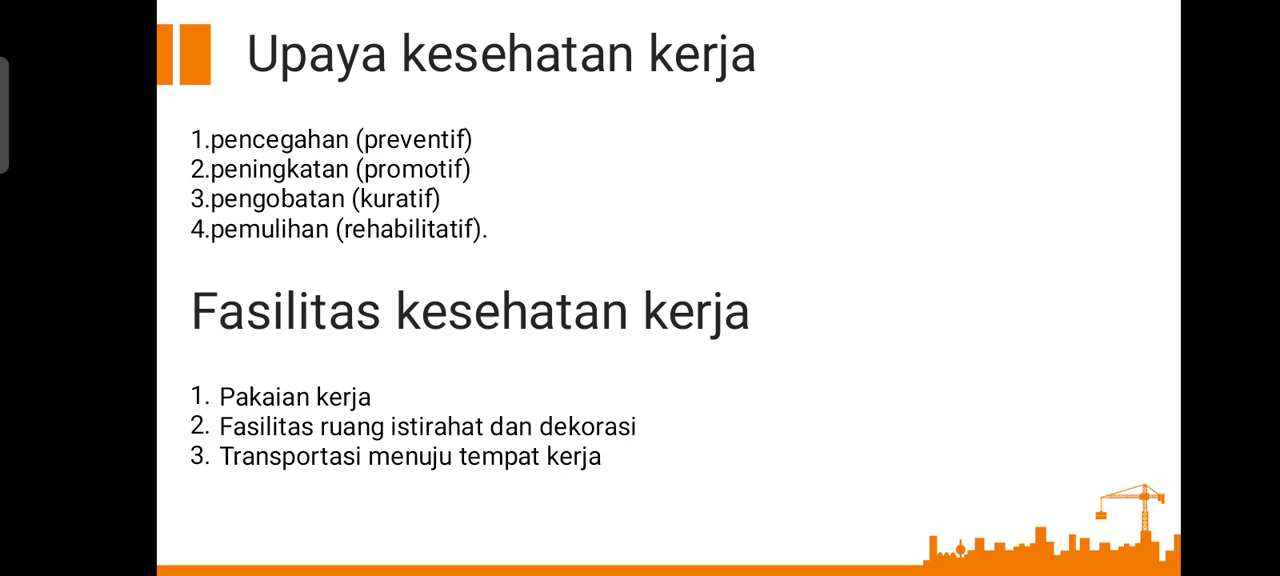 Upaya kesehatan kerja
1.pencegahan (preventif)
2.peningkatan (promotif)
3.pengobatan (kuratif)
4.pemulihan (rehabilitatif).
Fasilitas kesehatan kerja
1. Pakaian kerja
2. Fasilitas ruang istirahat dan dekorasi
3. Transportasi menuju tempat kerja